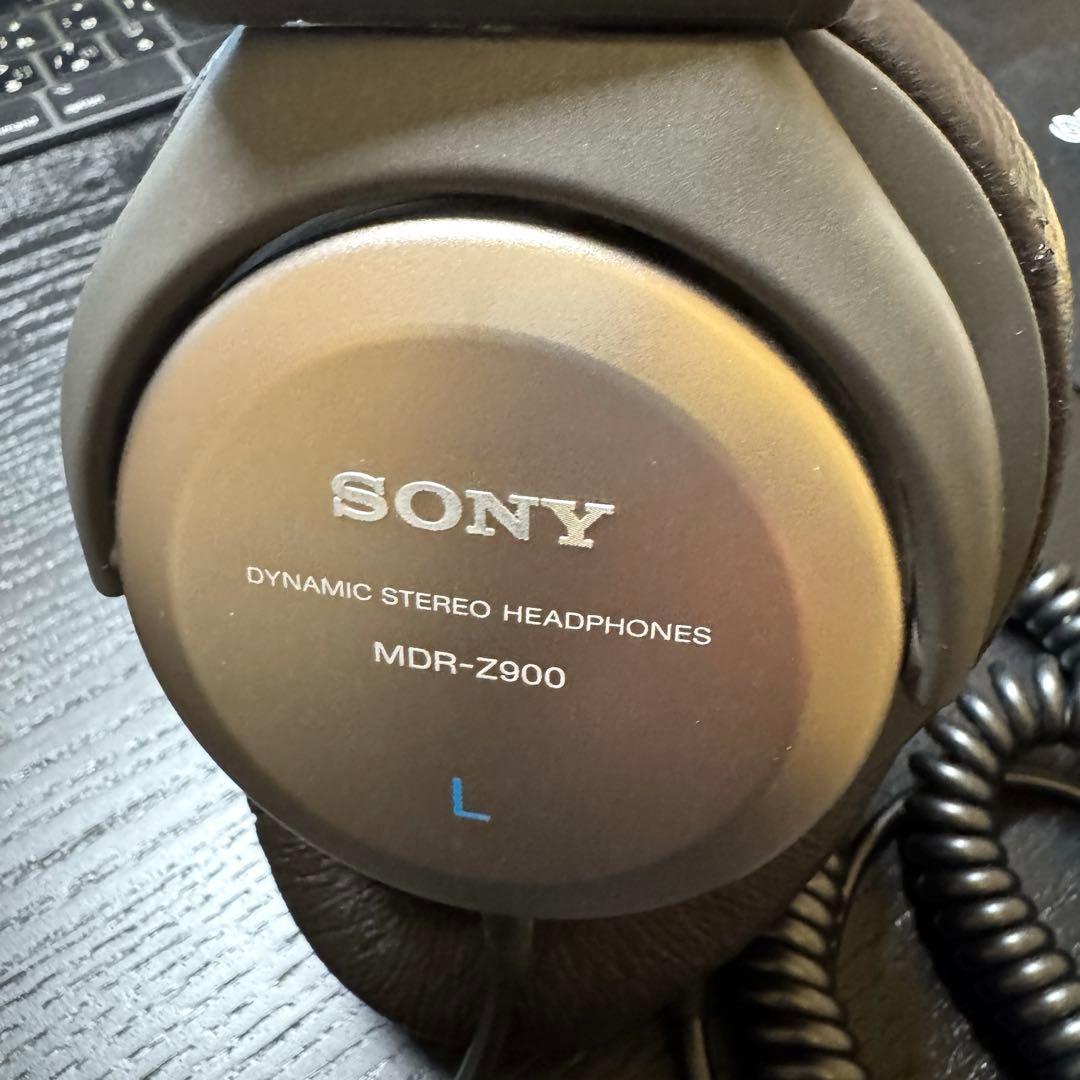 SONY
DYNAMIC STEREO HEADPHONES
MDR-Z900
L